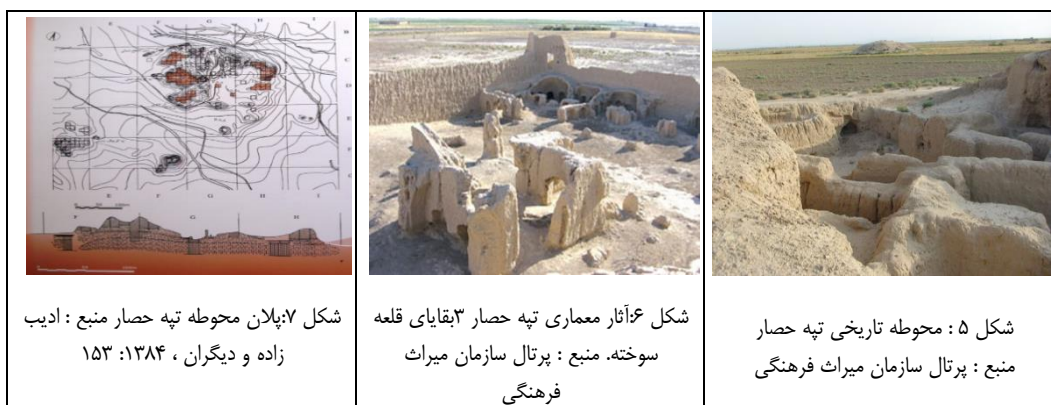 شکل ۵ : محوطه تاریخی تپه حصار
منبع : پرتال سازمان میراث فرهنگی
شکل ۶:آثار معماری تپه حصار ۳بقایای قلعه
سوخته. منبع : پرتال سازمان میراث
فرهنگی
شکل ۷:پلان محوطه تپه حصار منبع : ادیب
زاده و دیگران ، ۱۳۸۴: ۱۵۳
E F G H I
F G H
E F G H I